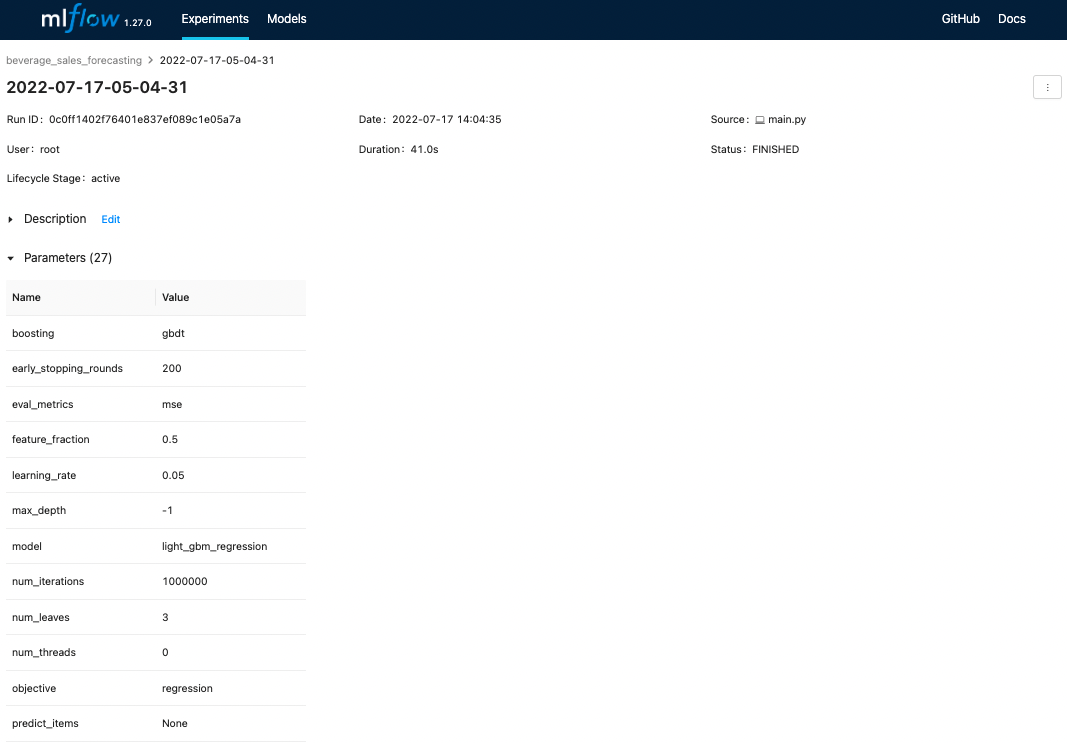 mlflow 1.27.0 Experiments Models GitHub Docs
beverage_sales_forecasting > 2022-07-17-05-04-31
2022-07-17-05-04-31
Run ID: 0c0ff1402f76401e837ef089c1e05a7a Date: 2022-07-17 14:04:35 Source: main.py
User: root Duration: 41.0s Status: FINISHED
Lifecycle Stage: active
Description Edit
Parameters (27)
Name Value
boosting gbdt
early_stopping_rounds 200
eval_metrics mse
feature_fraction 0.5
learning_rate 0.05
max_depth -1
model light_gbm_regression
num_iterations 1000000
num_leaves 3
num_threads 0
objective regression
predict_items None